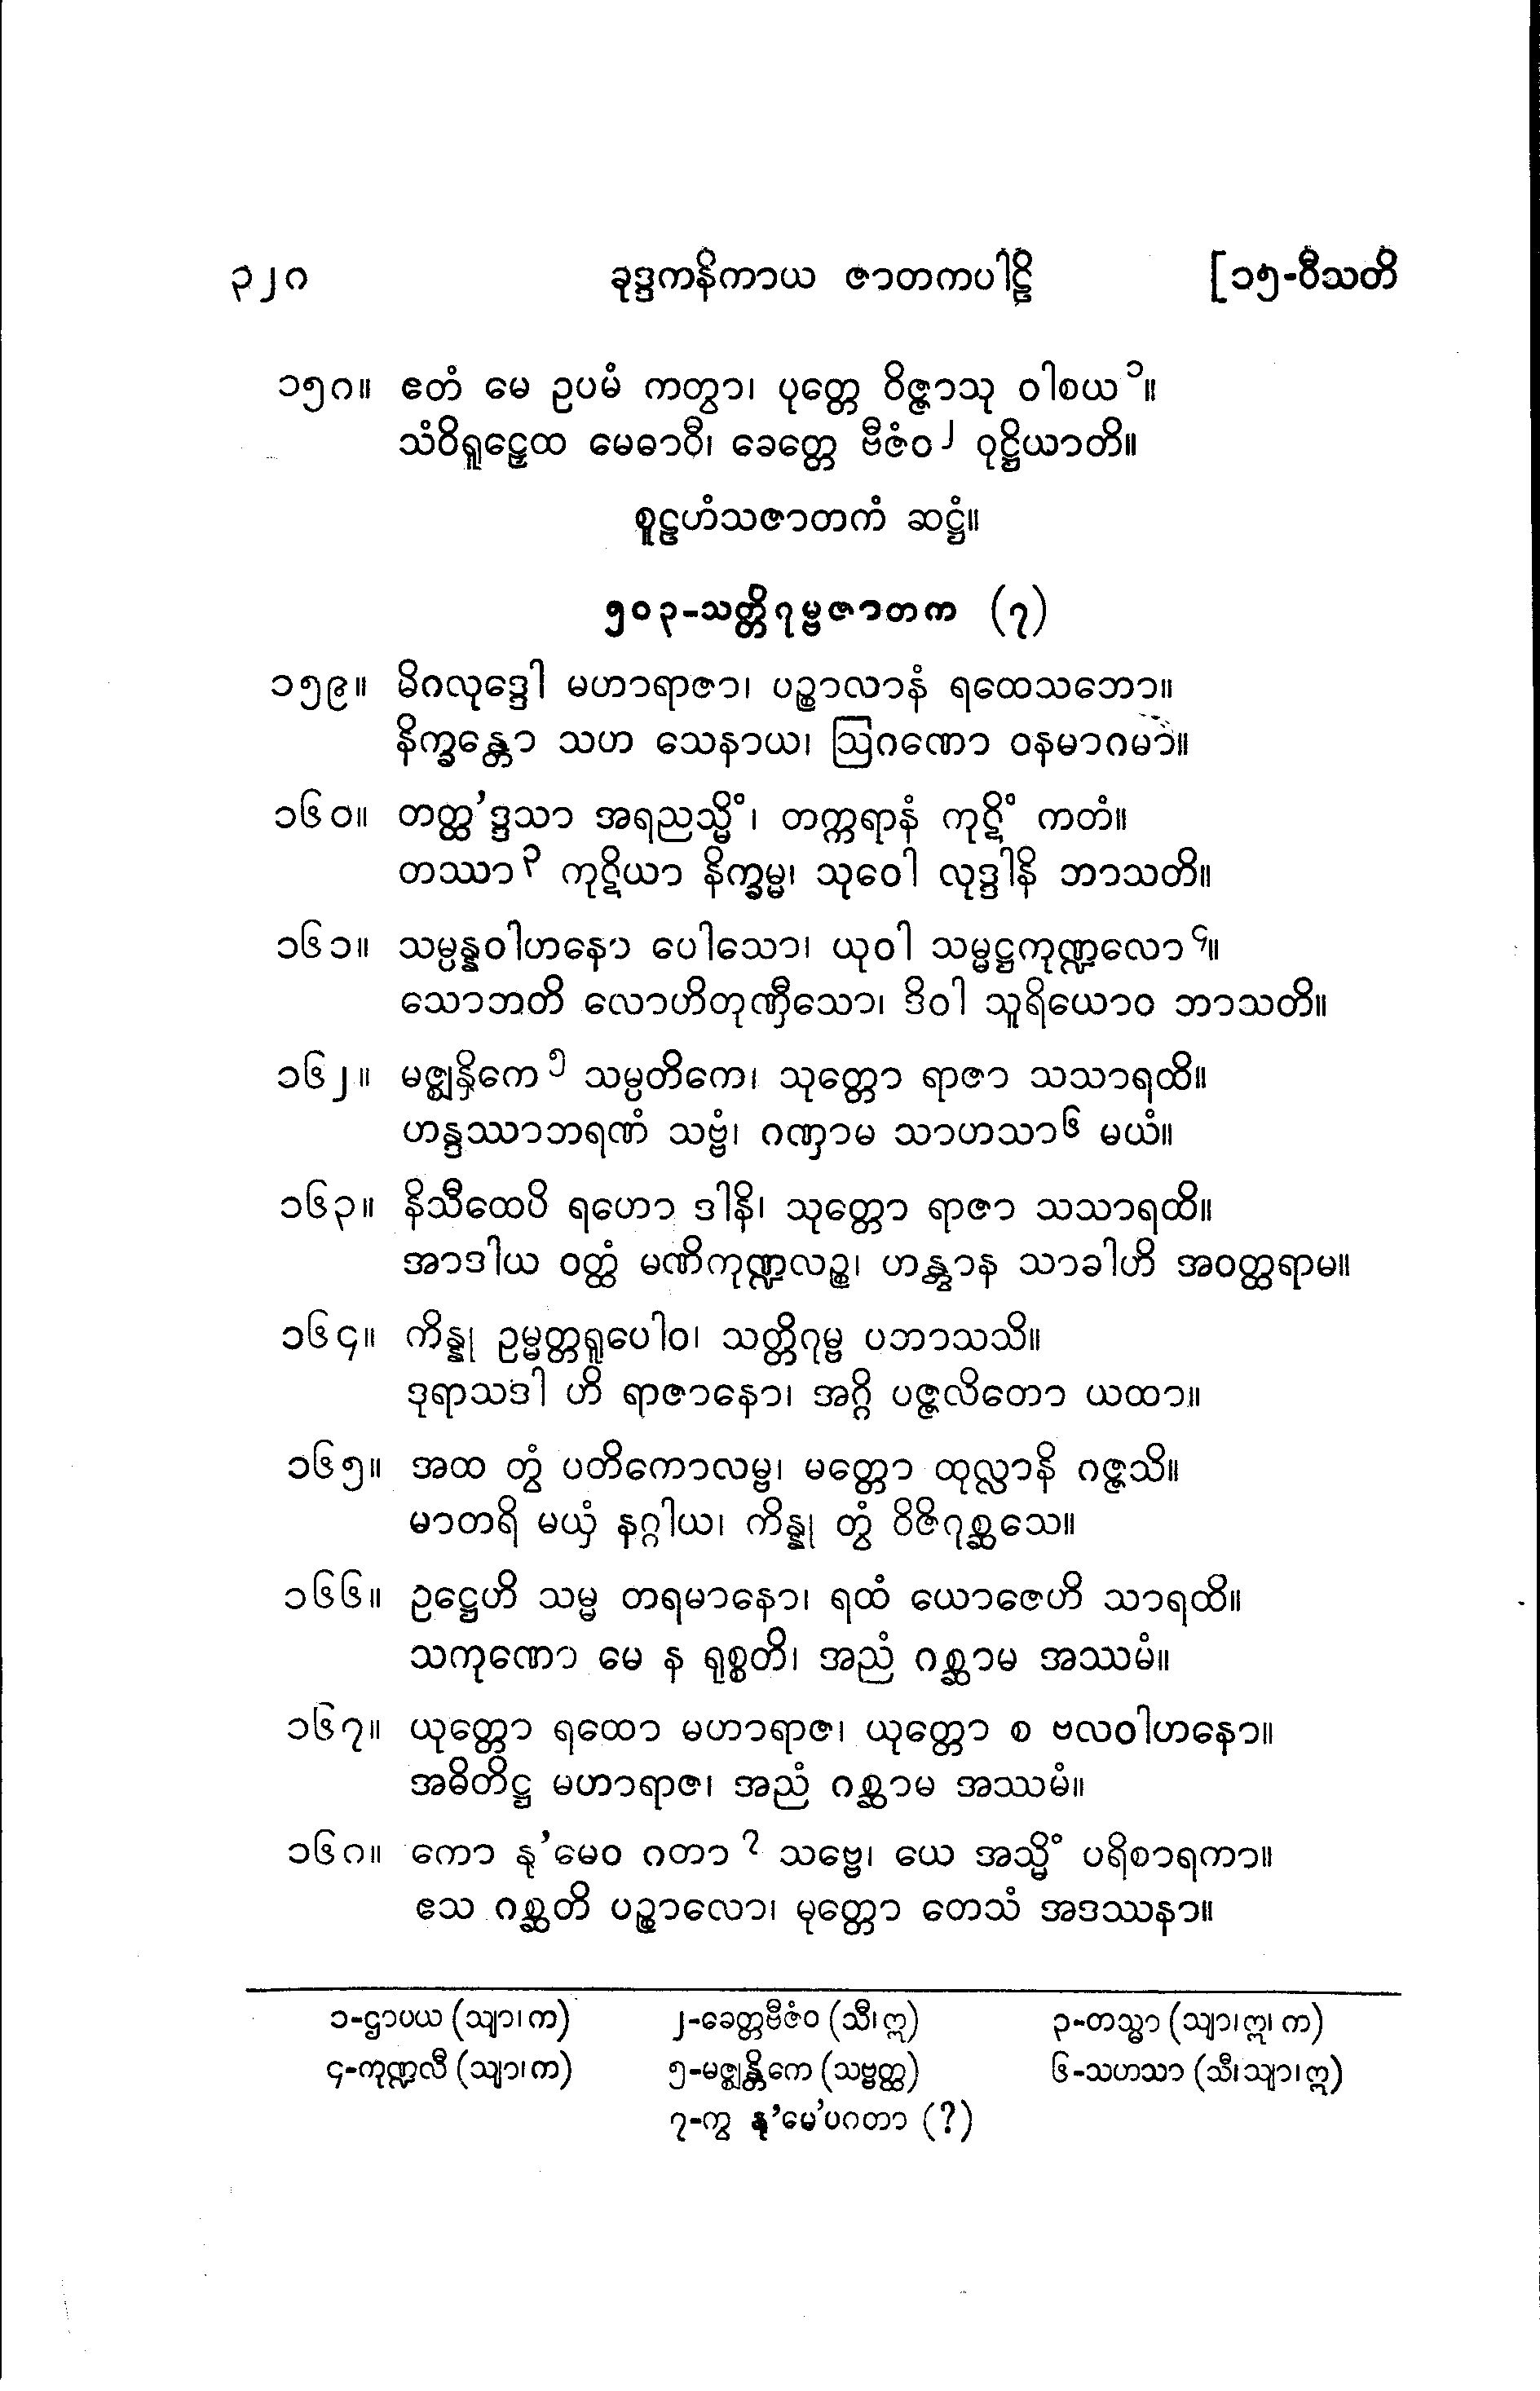 ၃၂၈ ခုဒ္ဒကနိကာယ ဇာတကပါဠိ [၁၅-ဝီသတိ
၁၅၈။ ဧတံ မေ ဥပမံ ကတွာ၊ ပုတ္တေ ဝိဇ္ဇာသု ဝါစယ ၁။
သံဝိရူဠှေထ မေဓာဝီ၊ ခေတ္တေ ဗီဇံဝ ၂ ဝုဋ္ဌိယာတိ။
စူဠဟံသဇာတကံ ဆဋ္ဌံ။
၅၀၃-သတ္တိဂုမ္ဗဇာတက (၇)
၁၅၉။ မိဂလုဒ္ဒေါ မဟာရာဇာ၊ ပဉ္စာလာနံ ရထေသဘော။
နိက္ခန္တော သဟ သေနာယ၊ ဩဂဏော ဝနမာဂမာ။
၁၆၀။ တတ္ထ’ဒ္ဒသာ အရညသ္မိံ၊ တက္ကရာနံ ကုဋိံ ကတံ။
တဿာ ၃ ကုဋိယာ နိက္ခမ္မ၊ သုဝေါ လုဒ္ဒါနိ ဘာသတိ။
၁၆၁။ သမ္ပန္နဝါဟနော ပေါသော၊ ယုဝါ သမ္မဋ္ဌကုဏ္ဍလော ၄။
သောဘတိ လောဟိတုဏှီသော၊ ဒိဝါ သူရိယောဝ ဘာသတိ။
၁၆၂။ မဇ္ဈနှိကေ ၅ သမ္ပတိကေ၊ သုတ္တော ရာဇာ သသာရထိ။
ဟန္ဒဿာဘရဏံ သဗ္ဗံ၊ ဂဏှာမ သာဟသာ ၆ မယံ။
၁၆၃။ နိသီထေပိ ရဟော ဒါနိ၊ သုတ္တော ရာဇာ သသာရထိ။
အာဒါယ ဝတ္ထံ မဏိကုဏ္ဍလဉ္စ၊ ဟန္တွာန သာခါဟိ အဝတ္ထရာမ။
၁၆၄။ ကိန္နု ဥမ္မတ္တရူပေါဝ၊ သတ္တိဂုမ္ဗ ပဘာသသိ။
ဒုရာသဒါ ဟိ ရာဇာနော၊ အဂ္ဂိ ပဇ္ဇလိတော ယထာ။
၁၆၅။ အထ တွံ ပတိကောလမ္ဗ၊ မတ္တော ထုလ္လာနိ ဂဇ္ဇသိ။
မာတရိ မယှံ နဂ္ဂါယ၊ ကိန္နု တွံ ဝိဇိဂုစ္ဆသေ။
၁၆၆။ ဥဋ္ဌေဟိ သမ္မ တရမာနော၊ ရထံ ယောဇေဟိ သာရထိ။
သကုဏော မေ န ရုစ္စတိ၊ အညံ ဂစ္ဆာမ အဿမံ။
၁၆၇။ ယုတ္တော ရထော မဟာရာဇ၊ ယုတ္တော စ ဗလဝါဟနော။
အဓိတိဋ္ဌ မဟာရာဇ၊ အညံ ဂစ္ဆာမ အဿမံ။
၁၆၈။ ကော နု’မေဝ ဂတာ ၇ သဗ္ဗေ၊ ယေ အသ္မိံ ပရိစာရကာ။
ဧသ ဂစ္ဆတိ ပဉ္စာလော၊ မုတ္တော တေသံ အဒဿနာ။
၁-ဌာပယ (သျာ၊ က) ၂-ခေတ္တဗီဇံဝ (သီ၊ ဣ) ၃-တသ္မာ (သျာ၊ ဣ၊ က)
၄-ကုဏ္ဍလီ (သျာ၊ က) ၅-မဇ္ဈန္တိကေ (သဗ္ဗတ္ထ) ၆-သဟသာ (သီ၊ သျာ၊ ဣ)
၇-ကွ နု’မေ’ပဂတာ (?)